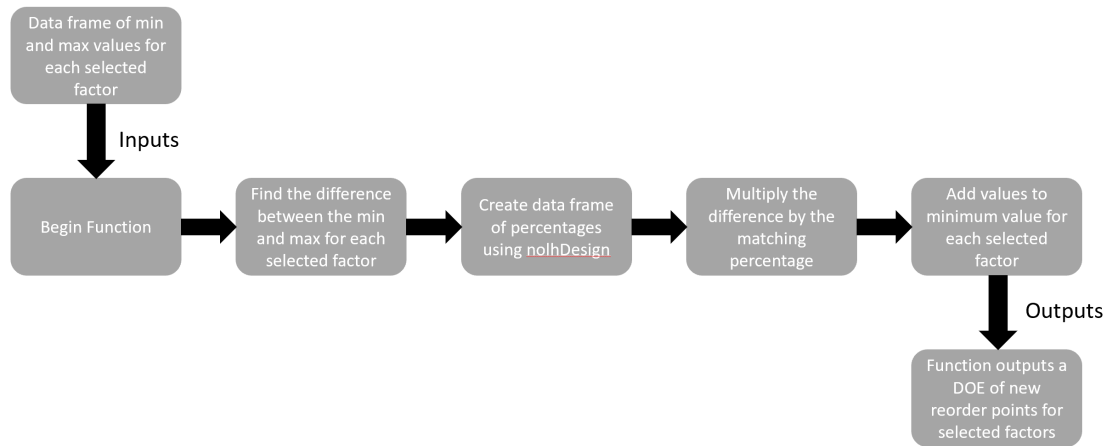 Data frame of min
and max values for
each selected
factor
Inputs
Begin Function
Find the difference
between the min
and max for each
selected factor
Create data frame
of percentages
using nolhDesign
Multiply the
difference by the
matching
percentage
Add values to
minimum value for
each selected
factor
Outputs
Function outputs a
DOE of new
reorder points for
selected factors